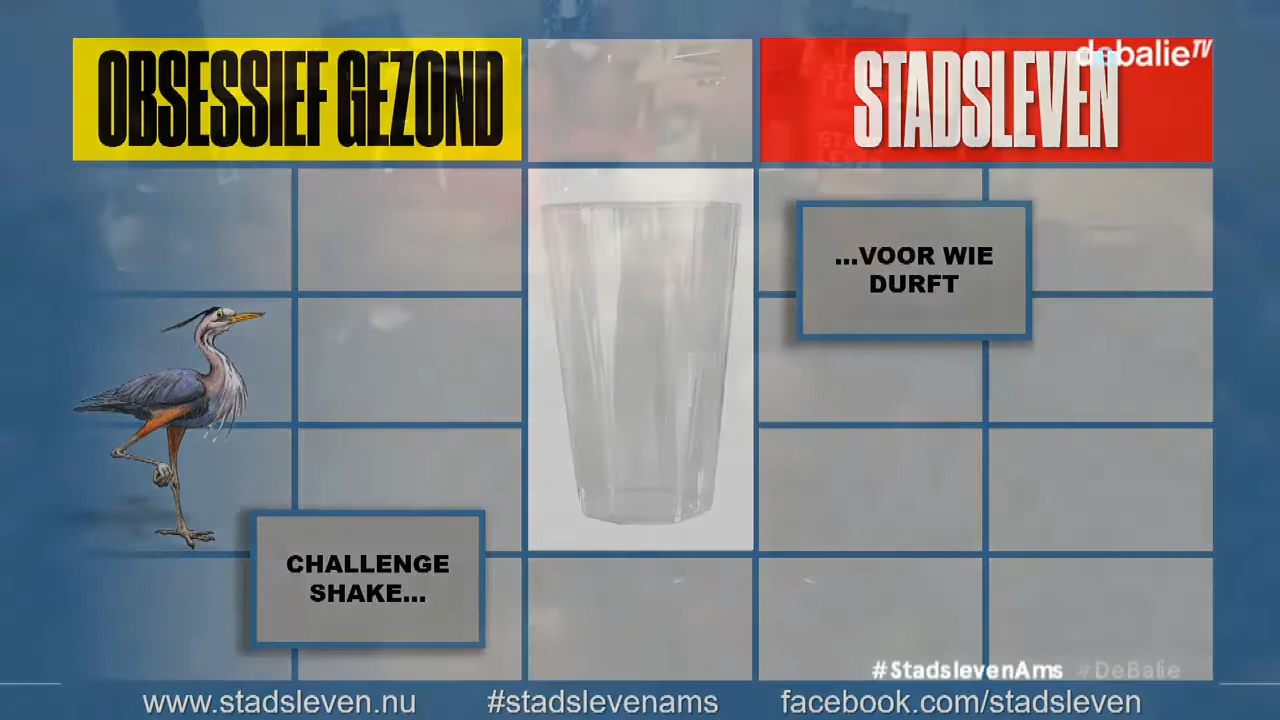 OBSESSIEF GEZOND
STADSLEVEN
debalieTV
...VOOR WIE
DURFT
CHALLENGE
SHAKE...
#StadslevenAms #DeBalie
www.stadsleven.nu #stadslevenams facebook.com/stadsleven